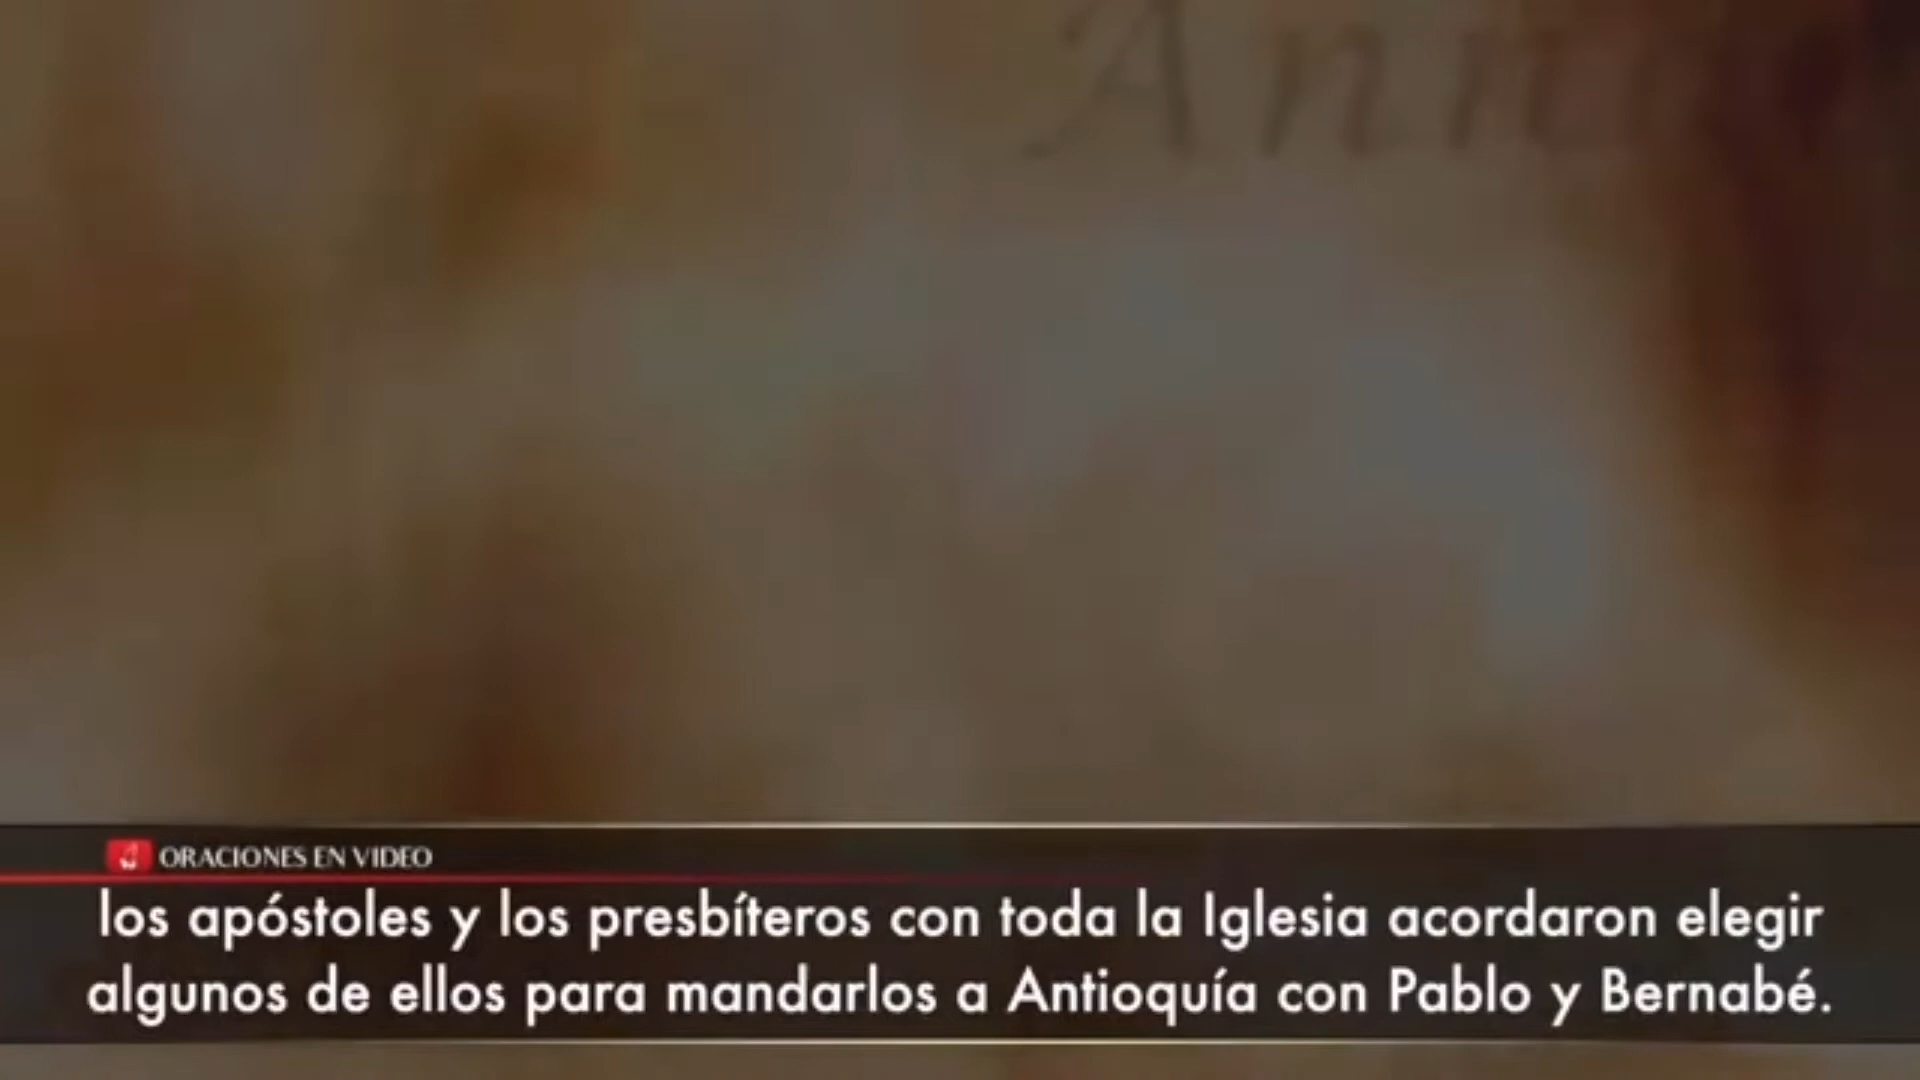 ORACIONES EN VIDEO
los apóstoles y los presbíteros con toda la Iglesia acordaron elegir
algunos de ellos para mandarlos a Antioquía con Pablo y Bernabé.